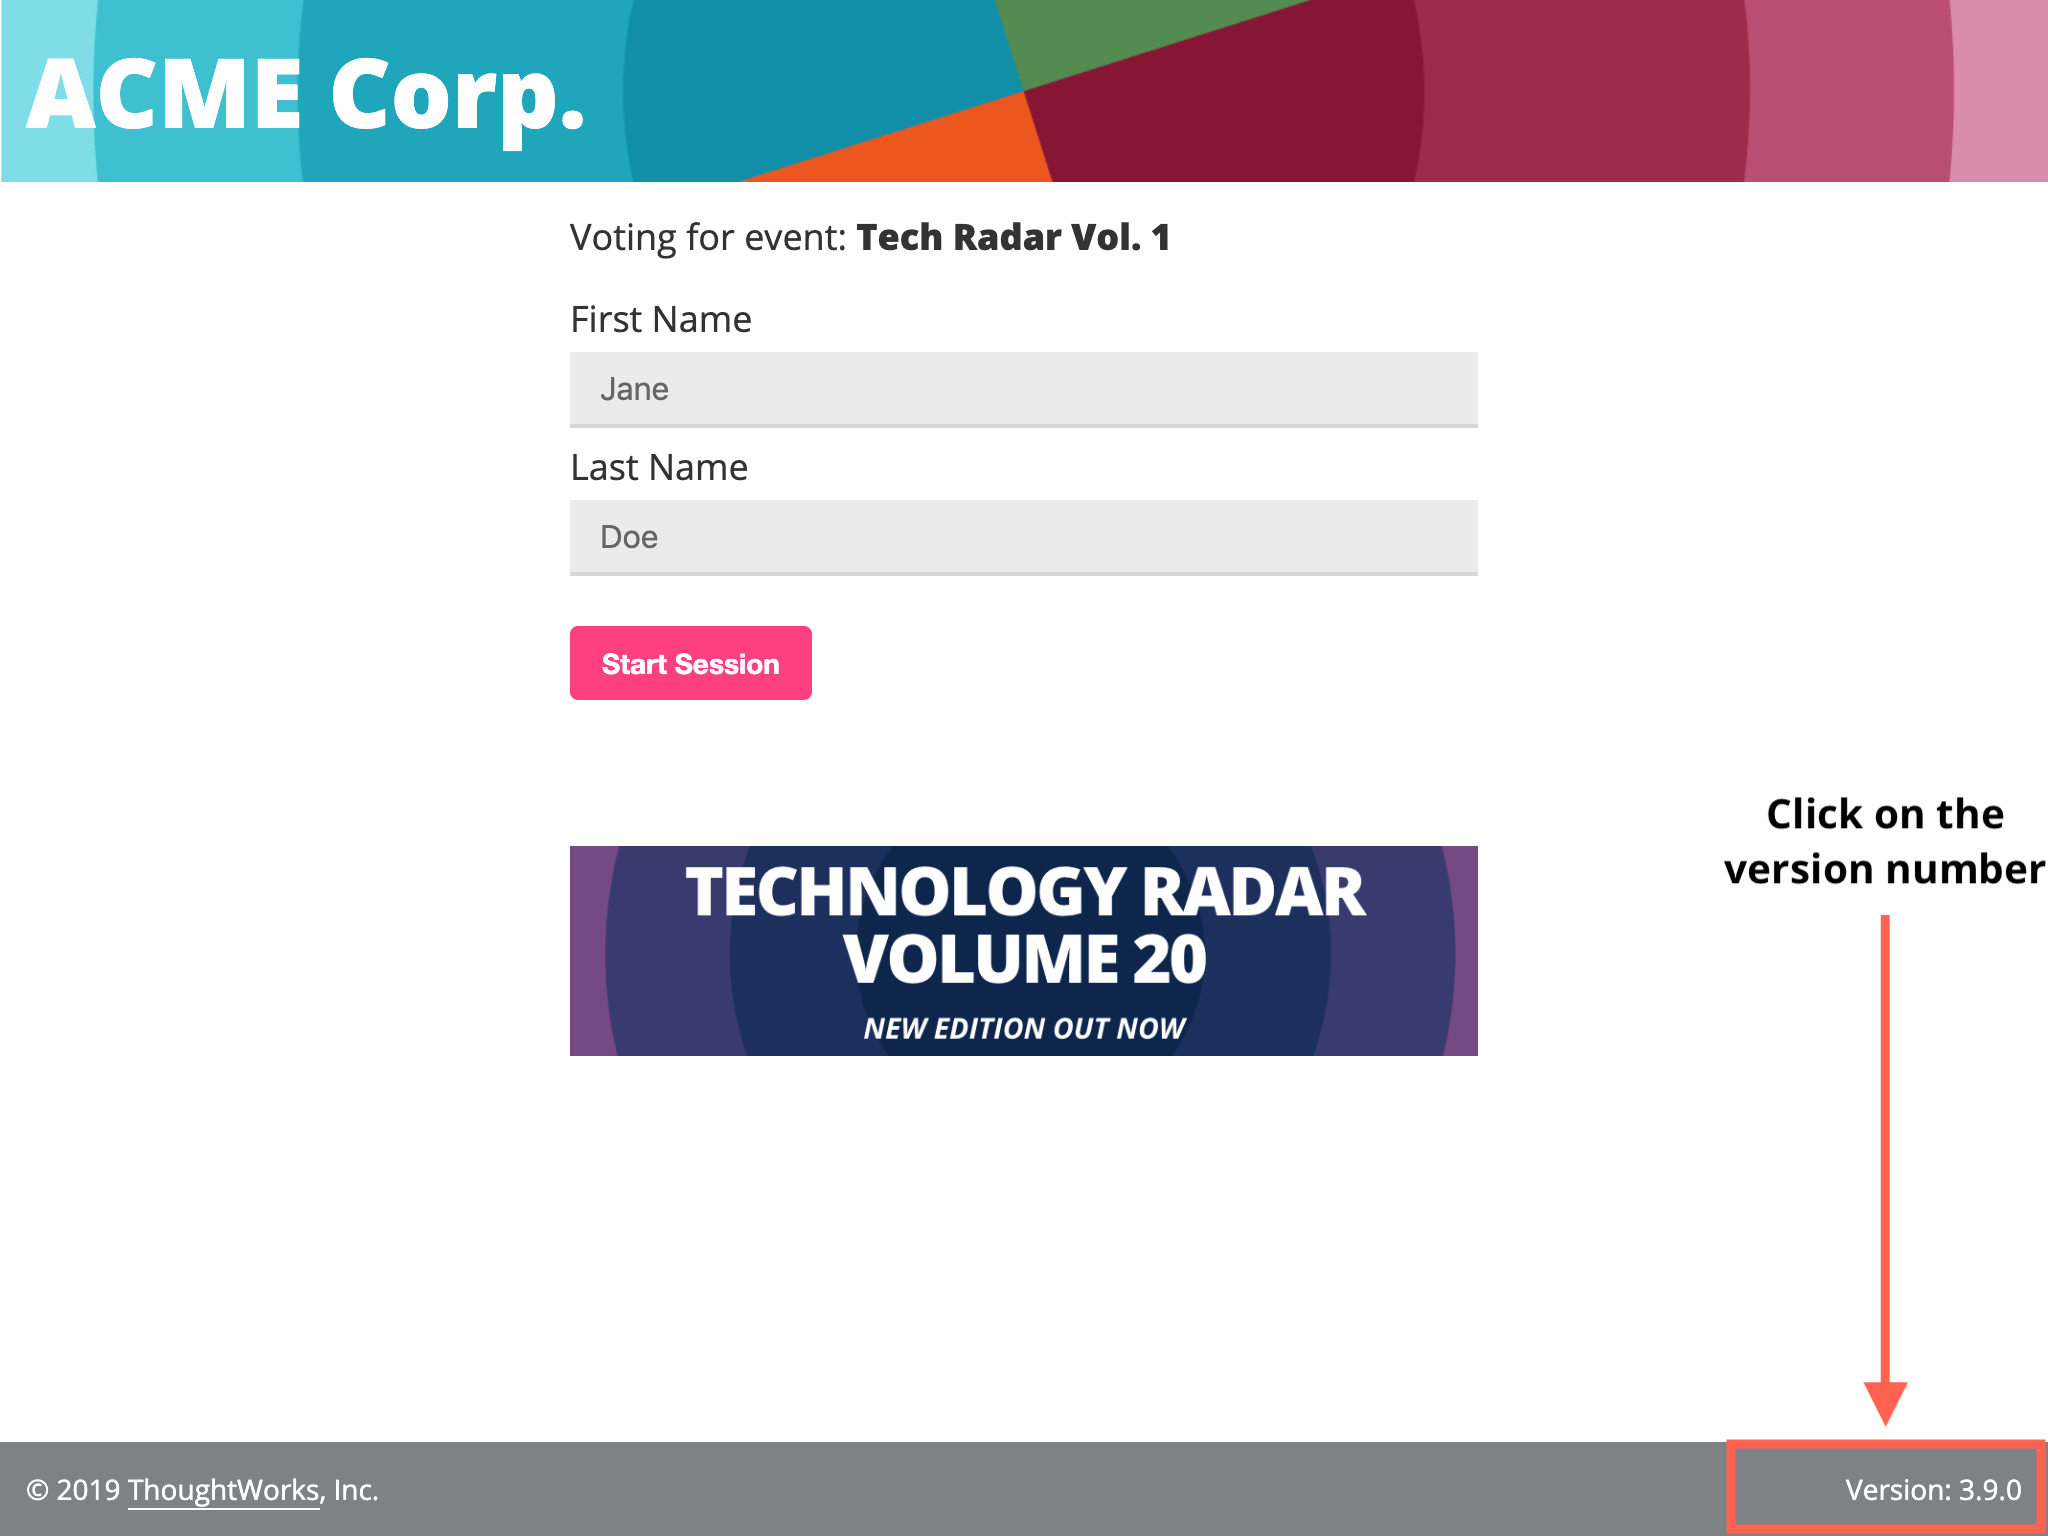 ACME Corp.
Voting for event: Tech Radar Vol. 1
First Name
Jane
Last Name
Doe
Start Session
Click on the
version number
TECHNOLOGY RADAR
VOLUME 20
NEW EDITION OUT NOW
© 2019 ThoughtWorks, Inc.
Version: 3.9.0